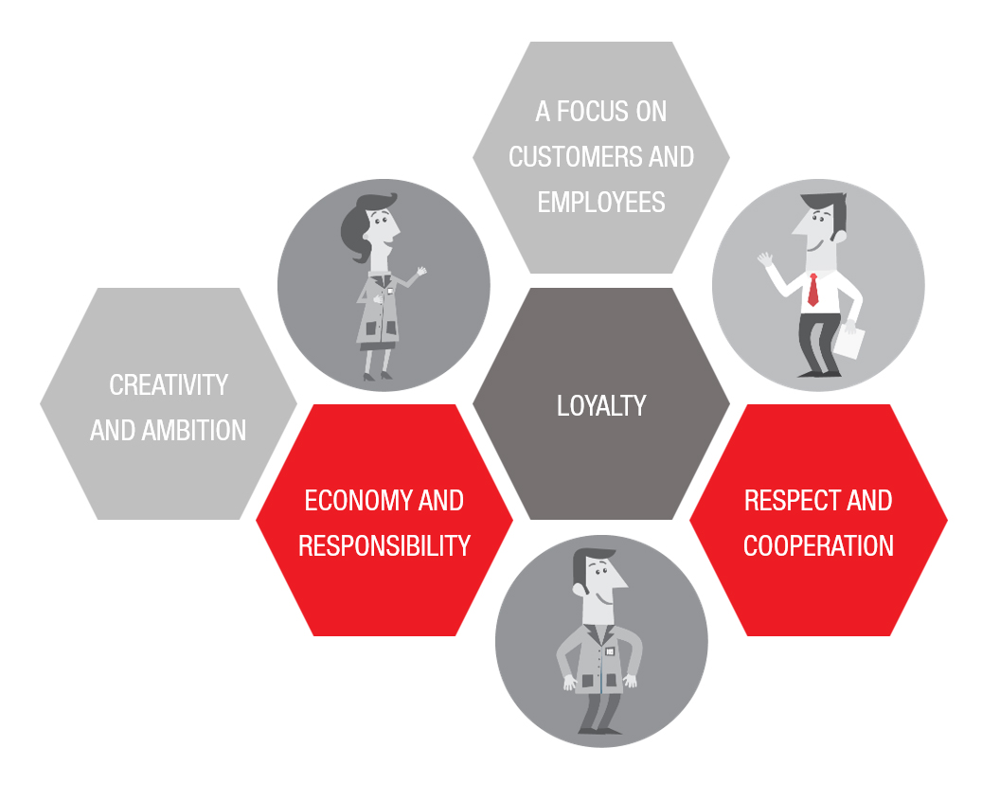 A FOCUS ON
CUSTOMERS AND
EMPLOYEES
CREATIVITY
AND AMBITION
LOYALTY
ECONOMY AND
RESPONSIBILITY
RESPECT AND
COOPERATION